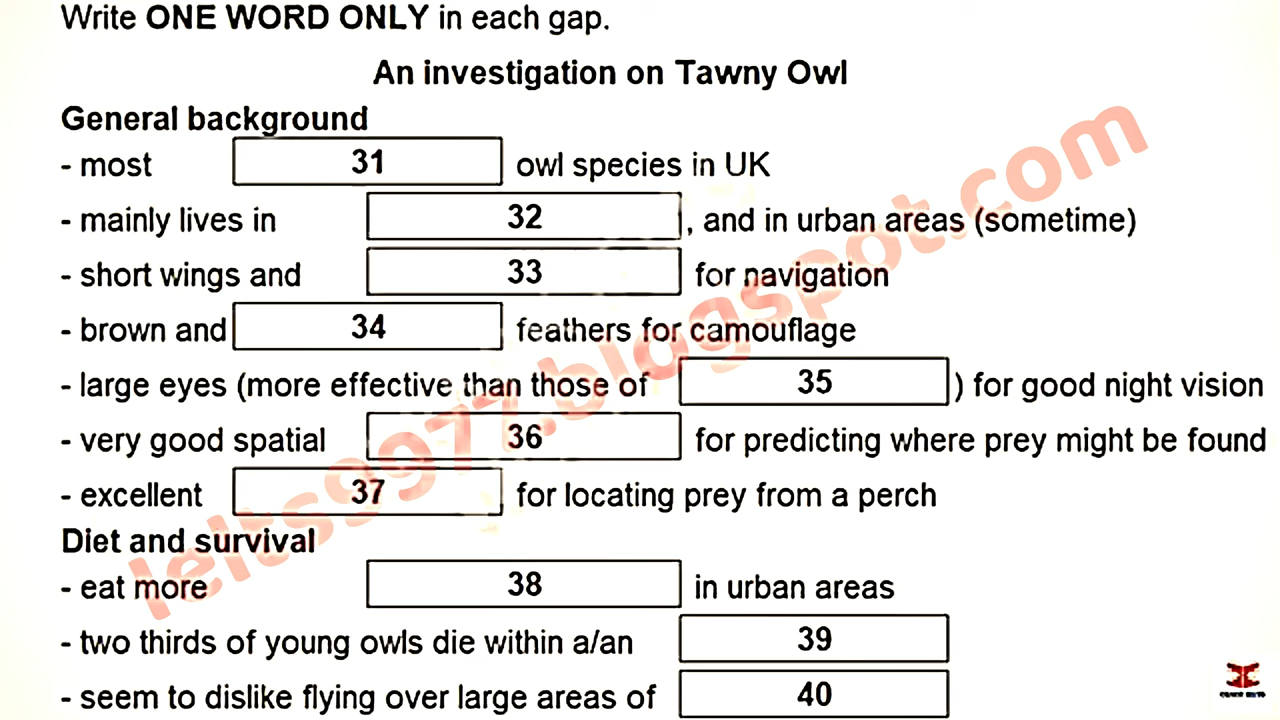 Write ONE WORD ONLY in each gap.
An investigation on Tawny Owl
General background
- most 31 owl species in UK
- mainly lives in 32 , and in urban areas (sometime)
- short wings and 33 for navigation
- brown and 34 feathers for camouflage
- large eyes (more effective than those of 35 ) for good night vision
- very good spatial 36 for predicting where prey might be found
- excellent 37 for locating prey from a perch
Diet and survival
- eat more 38 in urban areas
- two thirds of young owls die within a/an 39
- seem to dislike flying over large areas of 40
Ielts9977.blogspot.com